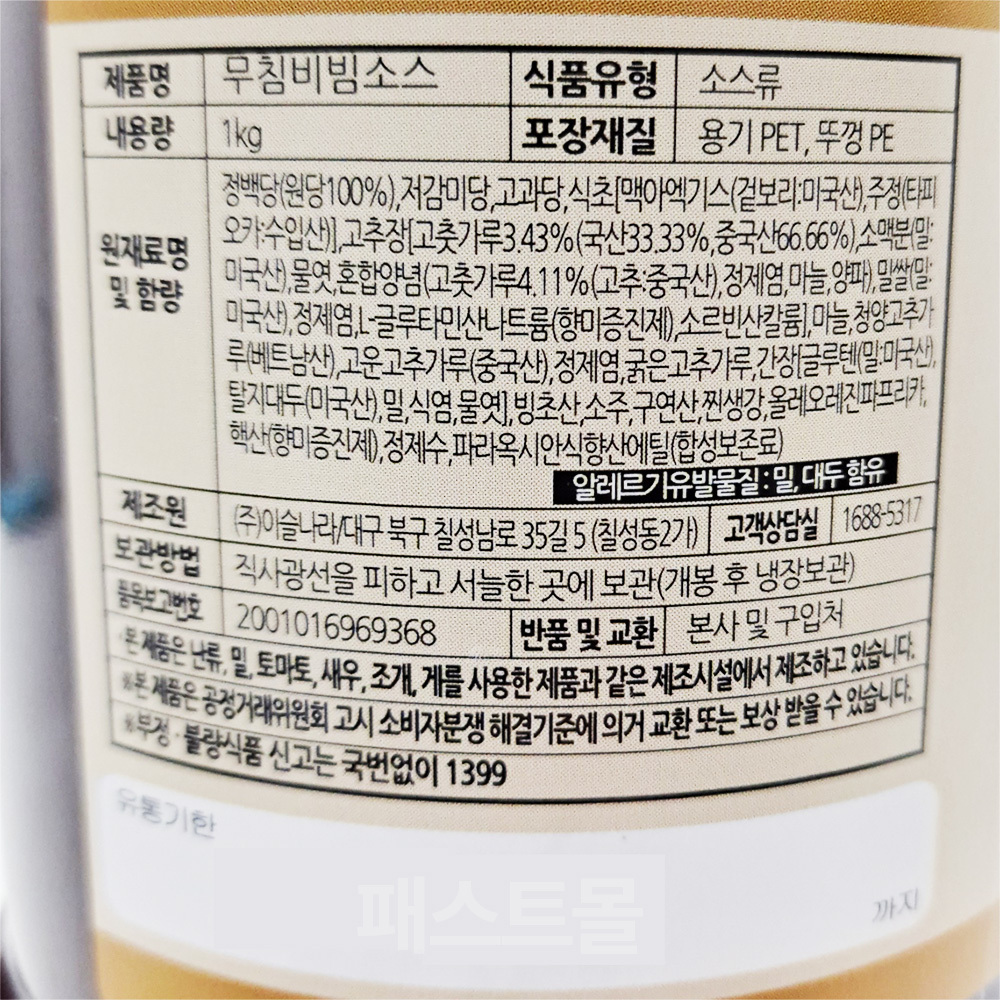 제품명 무침비빔소스 식품유형 소스류
내용량 1kg 포장재질 용기 PET, 뚜껑 PE
원재료명 및 함량
정백당(원당100%),저감미당,고과당,식초[맥아엑기스(겉보리:미국산),주정(타피
오카:수입산)],고추장[고춧가루3.43%(국산33.33%,중국산66.66%),소맥분(밀:
미국산),물엿,혼합양념(고춧가루4.11%(고추:중국산),정제염,마늘,양파),밀쌀(밀:
미국산),정제염,L-글루타민산나트륨(향미증진제),소르빈산칼륨],마늘,청양고추가
루(베트남산),고운고추가루(중국산),정제염,굵은고추가루,간장[글루텐(밀:미국산),
탈지대두(미국산),밀,식염,물엿],빙초산,소주,구연산,찐생강,올레오레진파프리카,
핵산(향미증진제),정제수,파라옥시안식향산에틸(합성보존료)
알레르기유발물질 : 밀, 대두 함유
제조원 (주)이슬나라/대구 북구 칠성남로 35길 5 (칠성동2가) 고객상담실 1688-5317
보관방법 직사광선을 피하고 서늘한 곳에 보관(개봉 후 냉장보관)
품목보고번호 2001016969368 반품 및 교환 본사 및 구입처
·본 제품은 난류, 밀, 토마토, 새우, 조개, 게를 사용한 제품과 같은 제조시설에서 제조하고 있습니다.
※본 제품은 공정거래위원회 고시 소비자분쟁 해결기준에 의거 교환 또는 보상 받을 수 있습니다.
※부정·불량식품 신고는 국번없이 1399
유통기한
까지
패스트몰